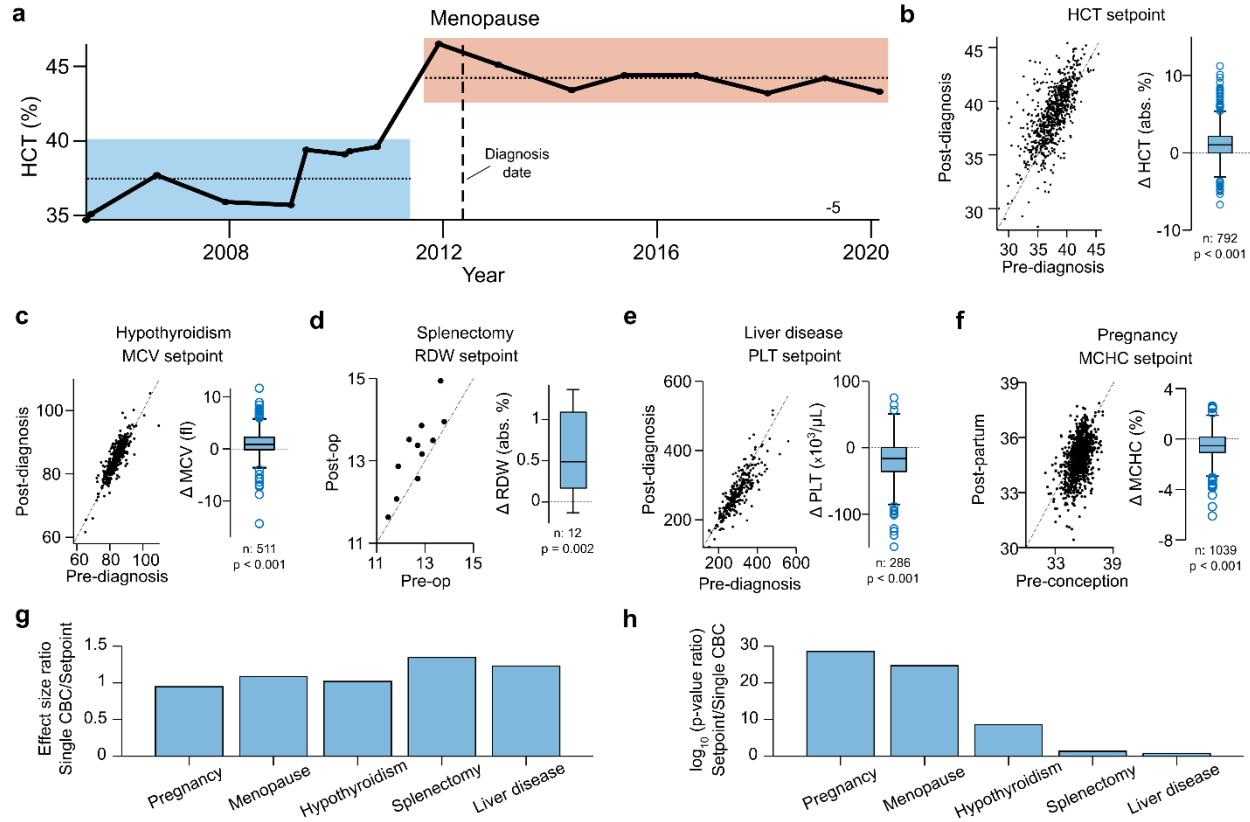 a
Menopause
HCT (%)
45
40
35
Diagnosis
date
-5
2008
2012
2016
2020
Year
b
HCT setpoint
Post-diagnosis
45
40
35
30
30
35
40
45
Pre-diagnosis
Δ HCT (abs. %)
10
0
-10
n: 792
p < 0.001
c
Hypothyroidism
MCV setpoint
Post-diagnosis
100
80
60
60
80
100
Pre-diagnosis
Δ MCV (fl)
10
0
-10
n: 511
p < 0.001
d
Splenectomy
RDW setpoint
Post-op
15
13
11
11
13
15
Pre-op
Δ RDW (abs. %)
1
0.5
0
n: 12
p = 0.002
e
Liver disease
PLT setpoint
Post-diagnosis
600
400
200
200
400
600
Pre-diagnosis
Δ PLT (x10³/μL)
100
0
-100
n: 286
p < 0.001
f
Pregnancy
MCHC setpoint
Post-partum
39
36
33
30
33
39
Pre-conception
Δ MCHC (%)
4
0
-4
-8
n: 1039
p < 0.001
g
Effect size ratio
Single CBC/Setpoint
1.5
1
0.5
0
Pregnancy
Menopause
Hypothyroidism
Splenectomy
Liver disease
h
log₁₀ (p-value ratio)
Setpoint/Single CBC
30
20
10
0
Pregnancy
Menopause
Hypothyroidism
Splenectomy
Liver disease